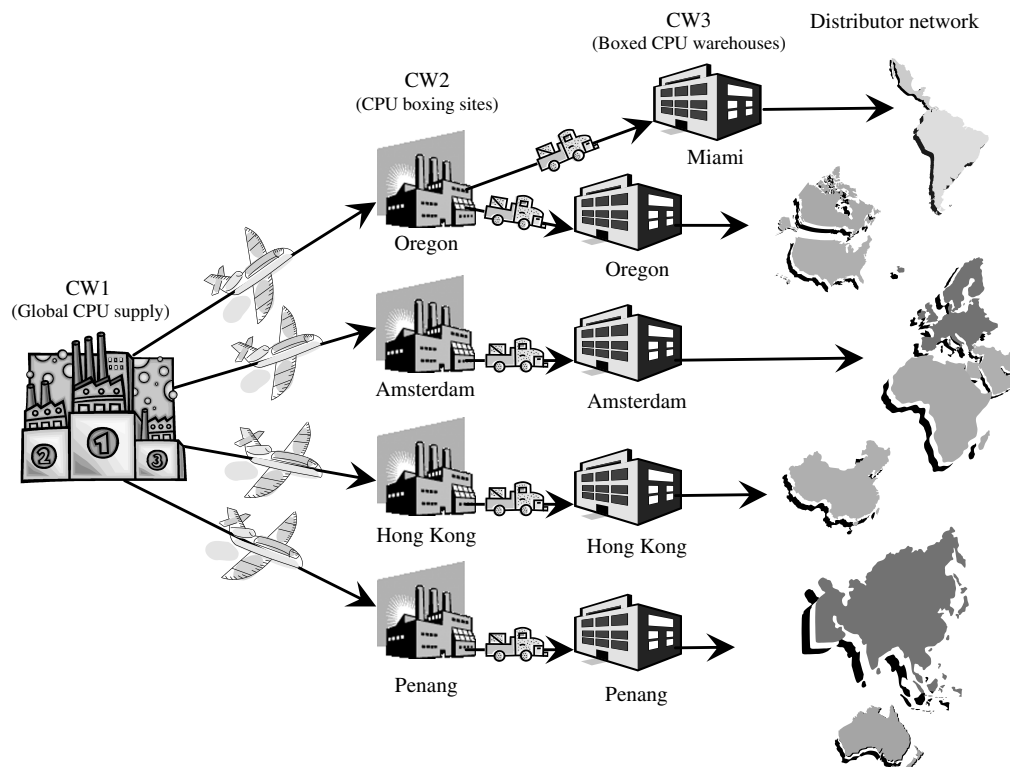 CW3
(Boxed CPU warehouses)
Distributor network
CW2
(CPU boxing sites)
Miami
Oregon
Oregon
CW1
(Global CPU supply)
Amsterdam
Amsterdam
2
1
3
Hong Kong
Hong Kong
Penang
Penang